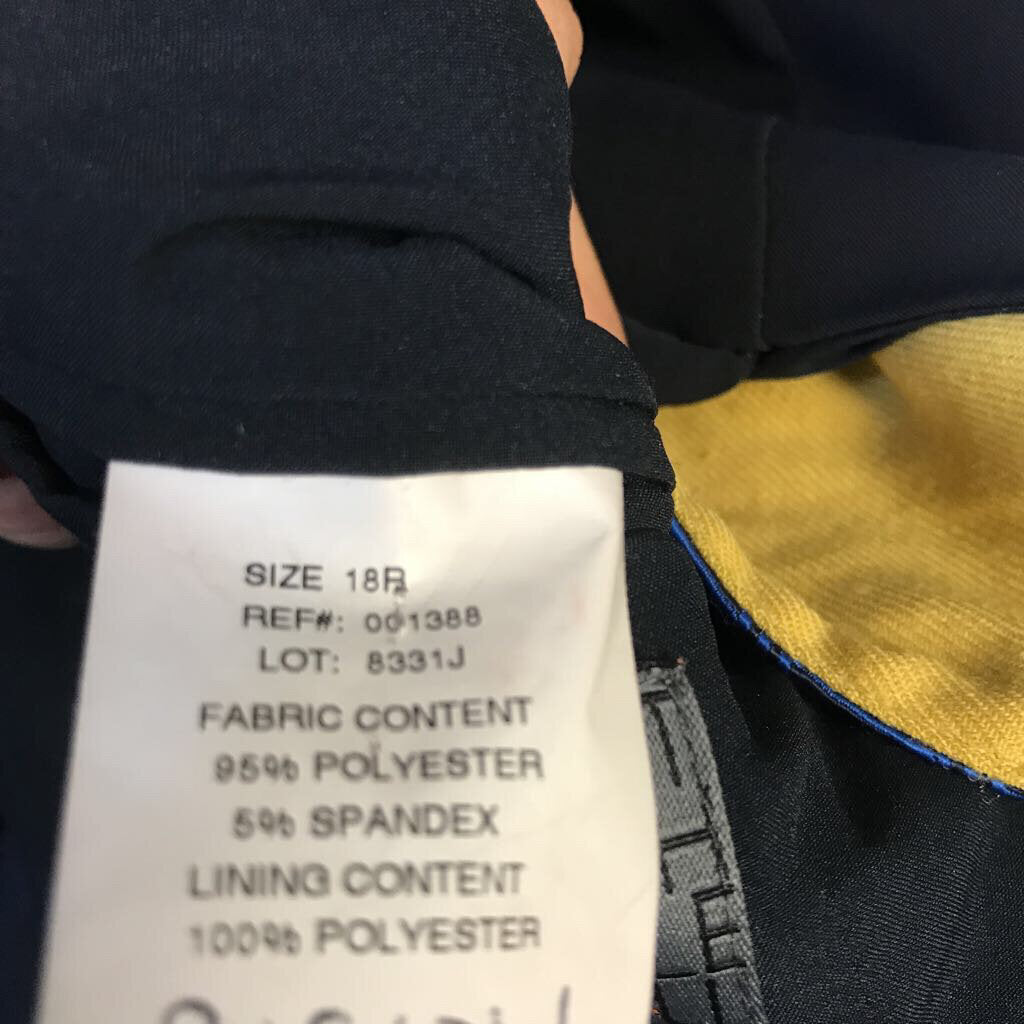 SIZE 18R
REF#: 001388
LOT: 8331J
FABRIC CONTENT
95% POLYESTER
5% SPANDEX
LINING CONTENT
100% POLYESTER